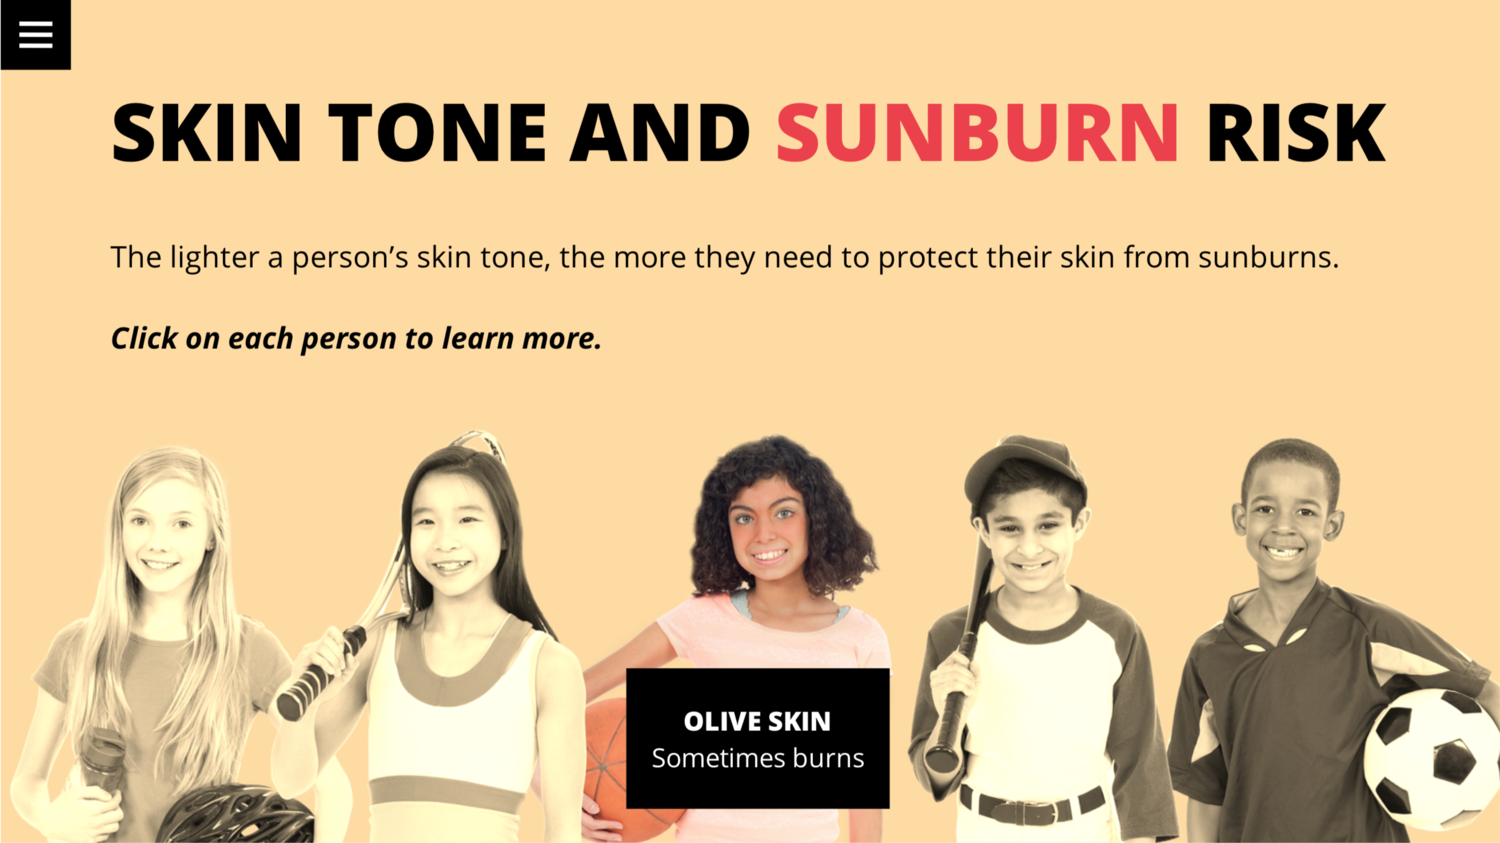 SKIN TONE AND SUNBURN RISK
The lighter a person’s skin tone, the more they need to protect their skin from sunburns.
Click on each person to learn more.
OLIVE SKIN
Sometimes burns